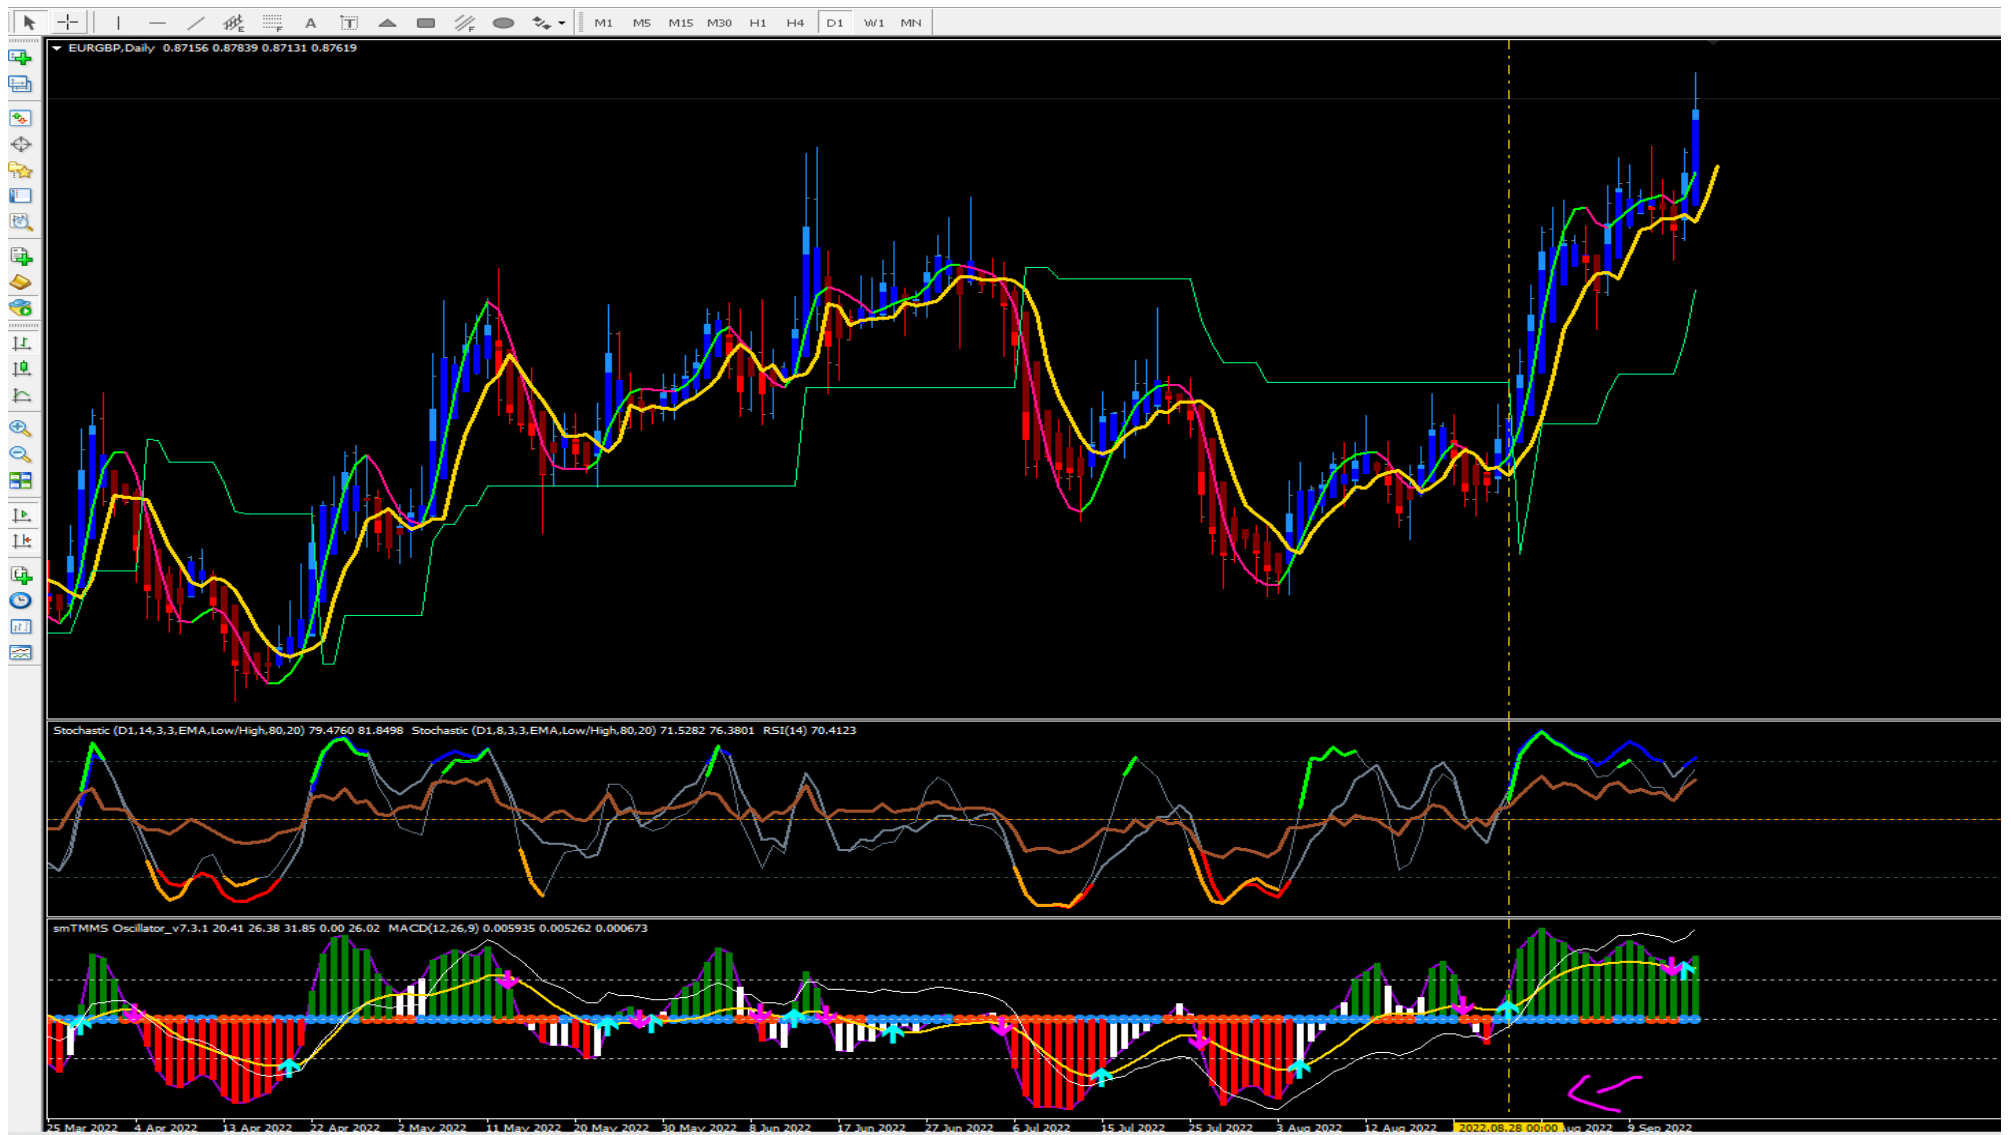 A T
M1 M5 M15 M30 H1 H4 D1 W1 MN
EURGBP,Daily 0.87156 0.87839 0.87131 0.87619
Stochastic (D1,14,3,3,EMA,Low/High,80,20) 79.4760 81.8498 Stochastic (D1,8,3,3,EMA,Low/High,80,20) 71.5282 76.3801 RSI(14) 70.4123
smTMMS Oscillator_v7.3.1 20.41 26.38 31.85 0.00 26.02 MACD(12,26,9) 0.005935 0.005262 0.000673
25 Mar 2022 4 Apr 2022 13 Apr 2022 22 Apr 2022 2 May 2022 11 May 2022 20 May 2022 30 May 2022 8 Jun 2022 17 Jun 2022 27 Jun 2022 6 Jul 2022 15 Jul 2022 25 Jul 2022 3 Aug 2022 12 Aug 2022 2022.08.28 00:00 Aug 2022 9 Sep 2022